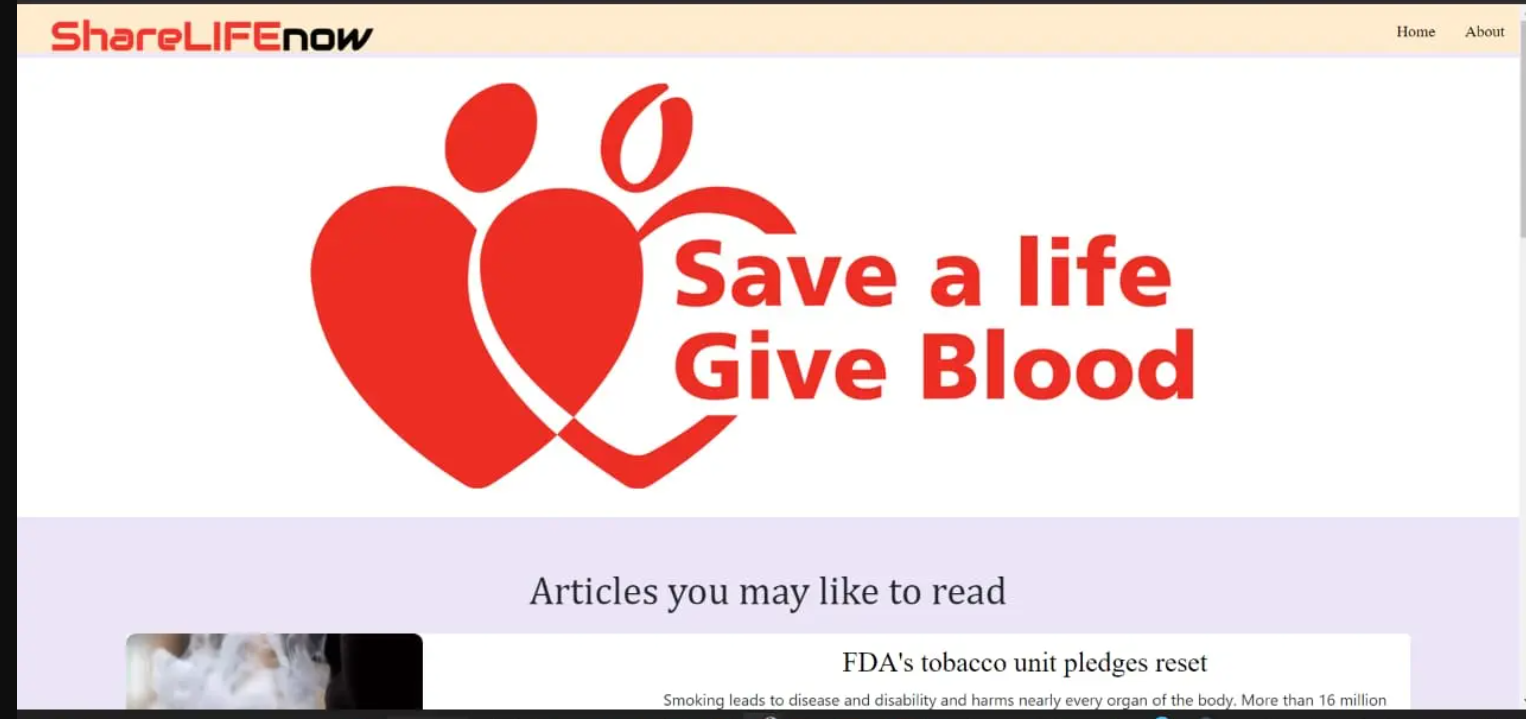 ShareLIFEnow
Home About
Save a life
Give Blood
Articles you may like to read
FDA's tobacco unit pledges reset
Smoking leads to disease and disability and harms nearly every organ of the body. More than 16 million